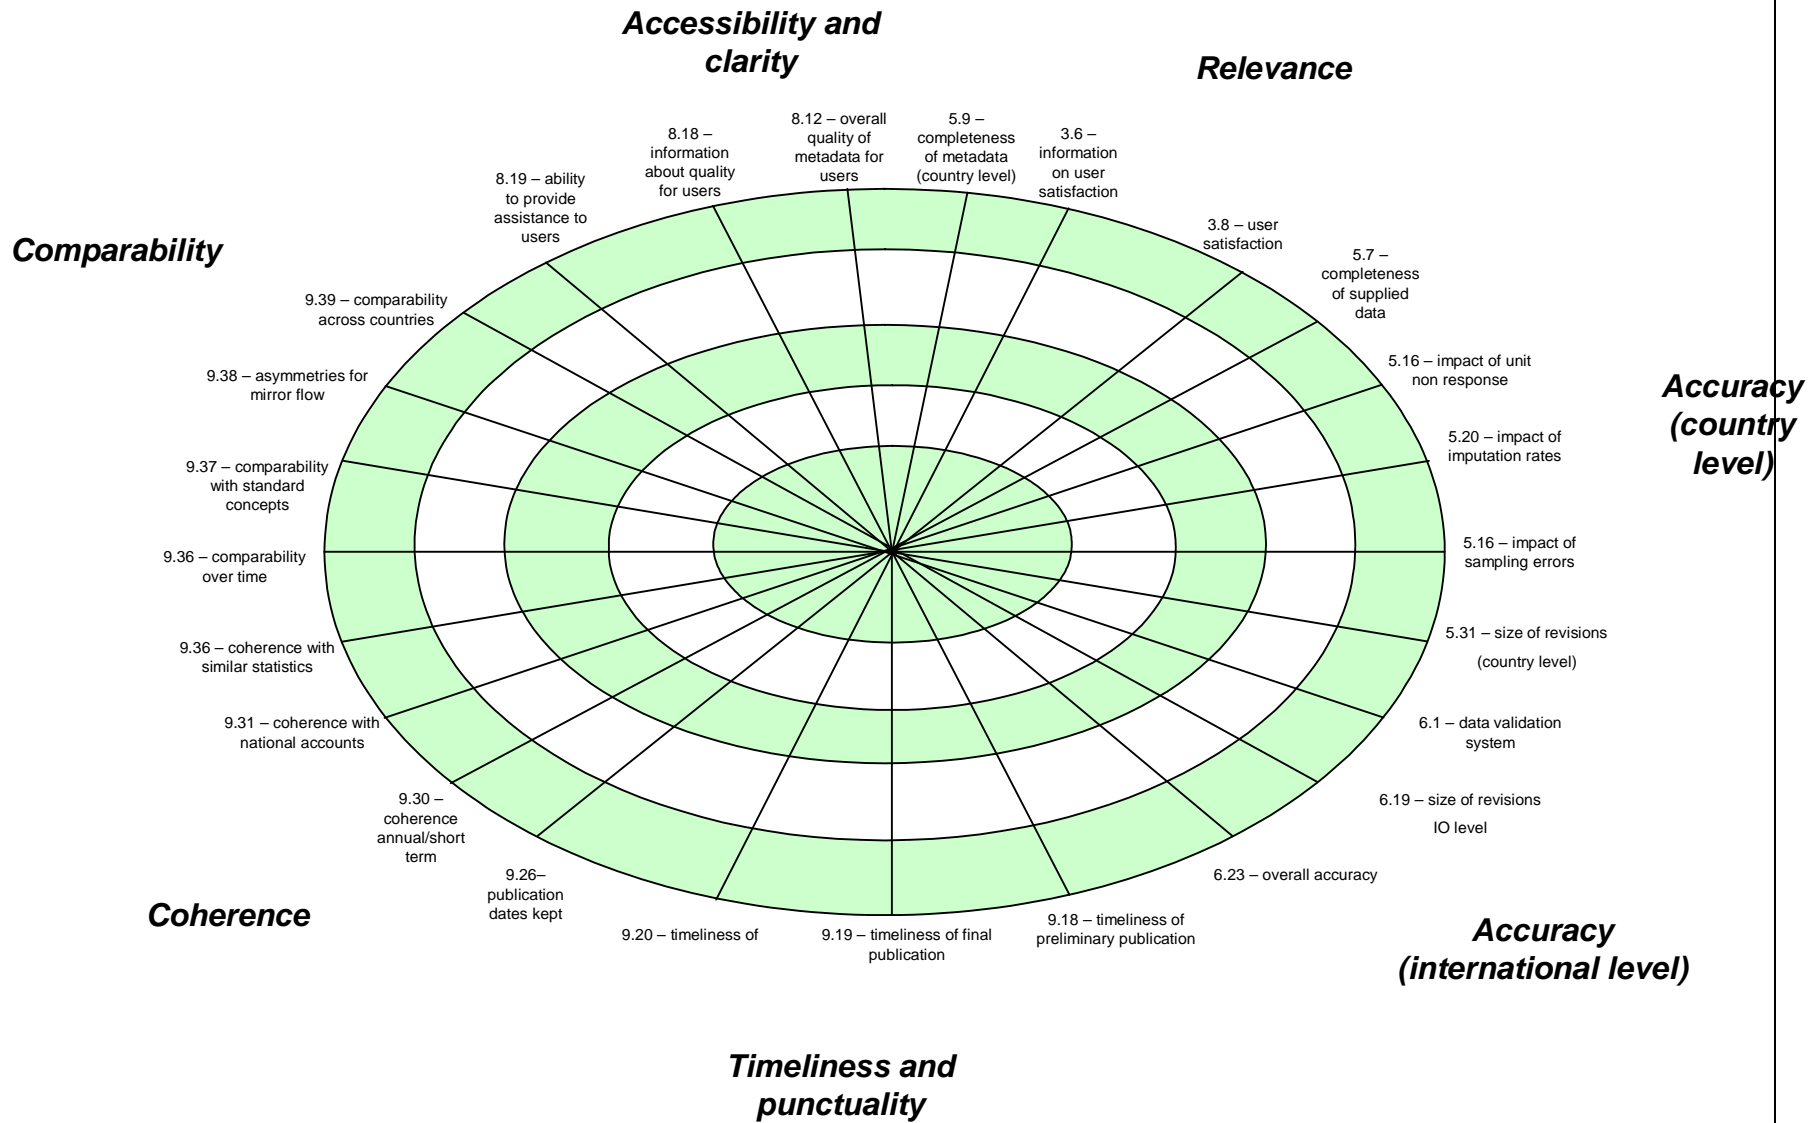 Accessibility and
clarity
Relevance
8.12 – overall
quality of
metadata for
users
5.9 –
completeness
of metadata
(country level)
3.6 –
information
on user
satisfaction
8.18 –
information
about quality
for users
8.19 – ability
to provide
assistance to
users
3.8 – user
satisfaction
5.7 –
completeness
of supplied
data
Comparability
9.39 – comparability
across countries
5.16 – impact of unit
non response
9.38 – asymmetries for
mirror flow
Accuracy
(country
level)
5.20 – impact of
imputation rates
9.37 – comparability
with standard
concepts
9.36 – comparability
over time
5.16 – impact of
sampling errors
5.31 – size of revisions
(country level)
9.36 – coherence with
similar statistics
9.31 – coherence with
national accounts
6.1 – data validation
system
9.30 –
coherence
annual/short
term
6.19 – size of revisions
IO level
9.26–
publication
dates kept
6.23 – overall accuracy
Coherence
9.20 – timeliness of
9.19 – timeliness of final
publication
9.18 – timeliness of
preliminary publication
Accuracy
(international level)
Timeliness and
punctuality